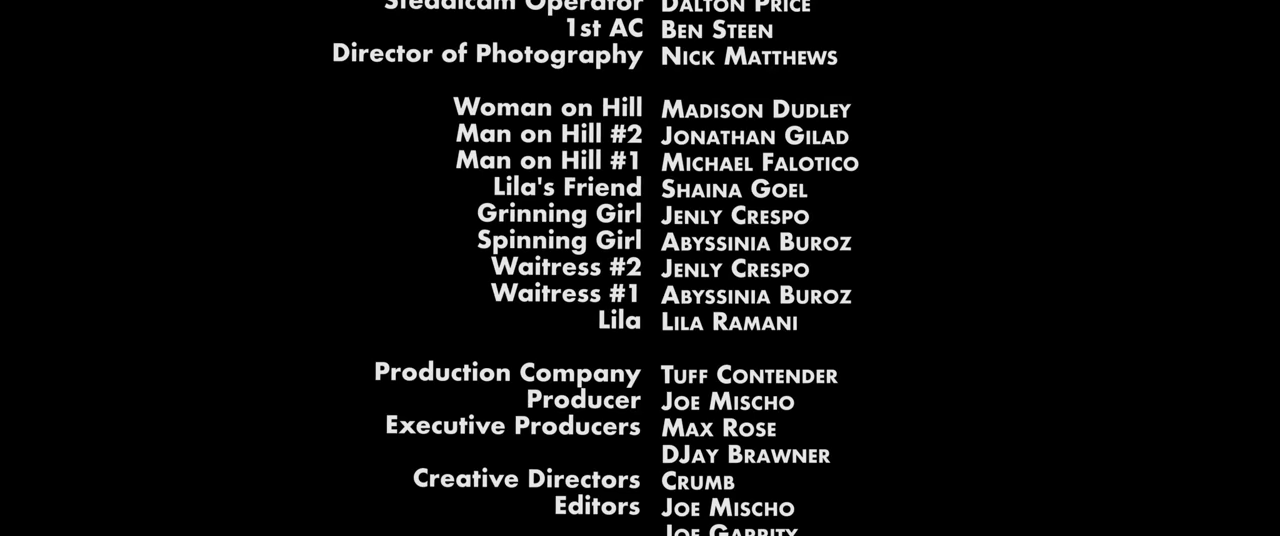 Steadicam Operator Dalton Price
1st AC Ben Steen
Director of Photography Nick Matthews
Woman on Hill Madison Dudley
Man on Hill #2 Jonathan Gilad
Man on Hill #1 Michael Falotico
Lila's Friend Shaina Goel
Grinning Girl Jenly Crespo
Spinning Girl Abyssinia Buroz
Waitress #2 Jenly Crespo
Waitress #1 Abyssinia Buroz
Lila Lila Ramani
Production Company Tuff Contender
Producer Joe Mischo
Executive Producers Max Rose
DJay Brawner
Creative Directors Crumb
Editors Joe Mischo
Joe Garrity